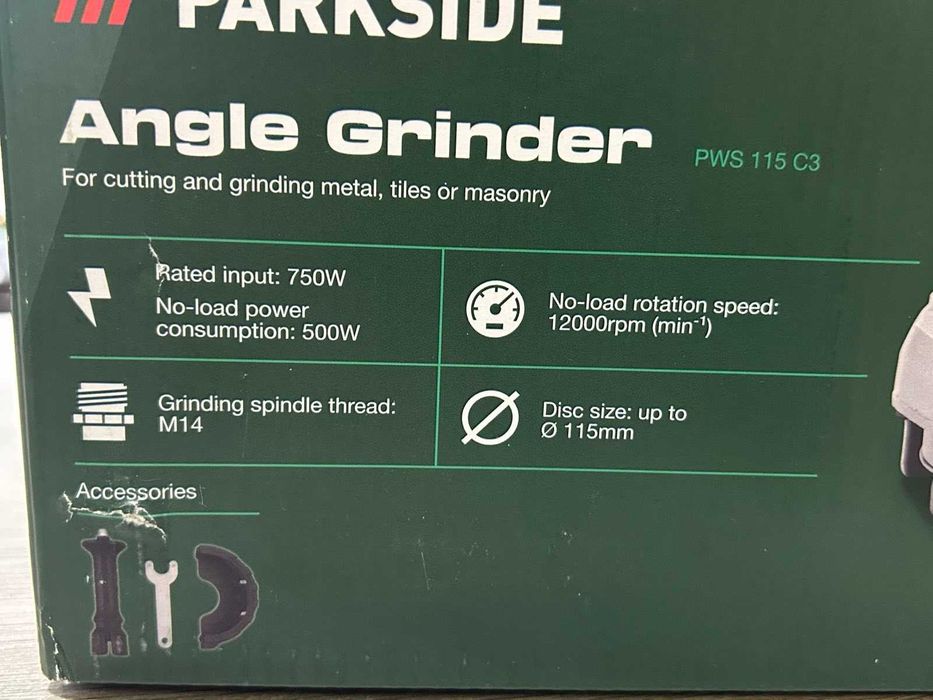 PARKSIDE
Angle Grinder PWS 115 C3
For cutting and grinding metal, tiles or masonry
Rated input: 750W
No-load power
consumption: 500W
No-load rotation speed:
12000rpm (min⁻¹)
Grinding spindle thread:
M14
Disc size: up to
Ø 115mm
Accessories